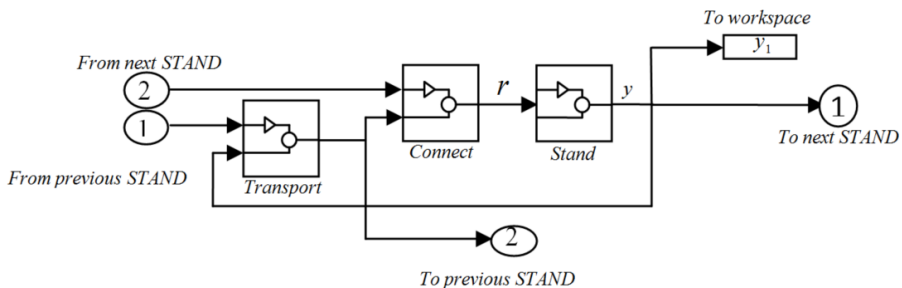 To workspace
y₁
From next STAND
2
1
From previous STAND
Transport
Connect
r
Stand
y
1
To next STAND
2
To previous STAND